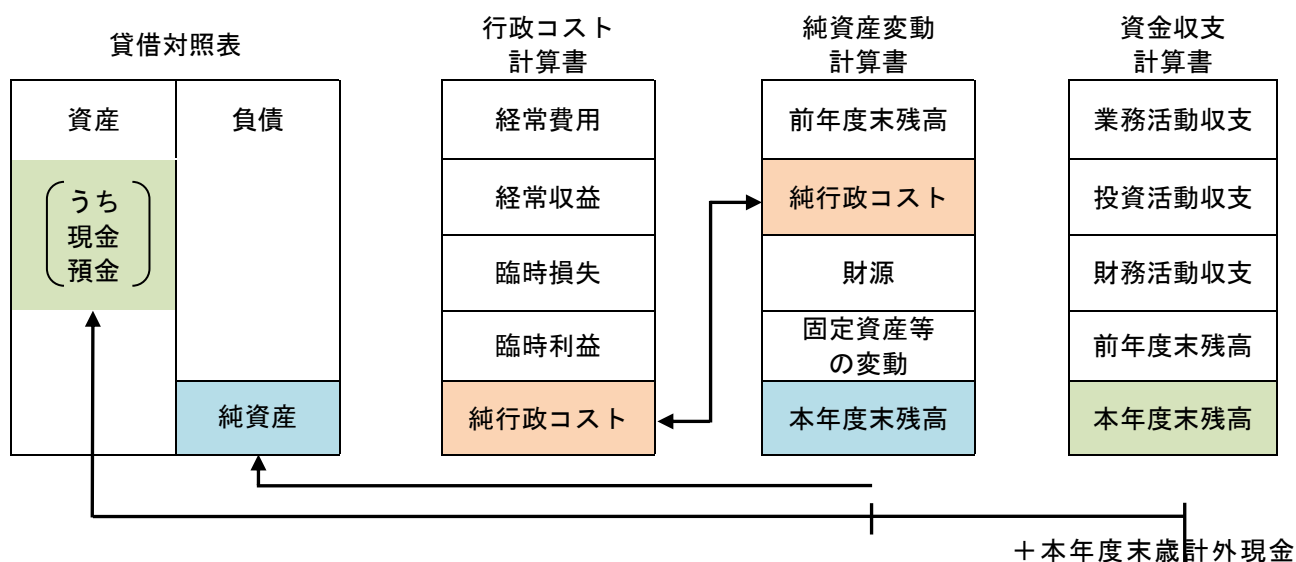 貸借対照表
資産
負債
うち
現金
預金
純資産
行政コスト
計算書
経常費用
経常収益
臨時損失
臨時利益
純行政コスト
純資産変動
計算書
前年度末残高
純行政コスト
財源
固定資産等
の変動
本年度末残高
資金収支
計算書
業務活動収支
投資活動収支
財務活動収支
前年度末残高
本年度末残高
＋本年度末歳計外現金